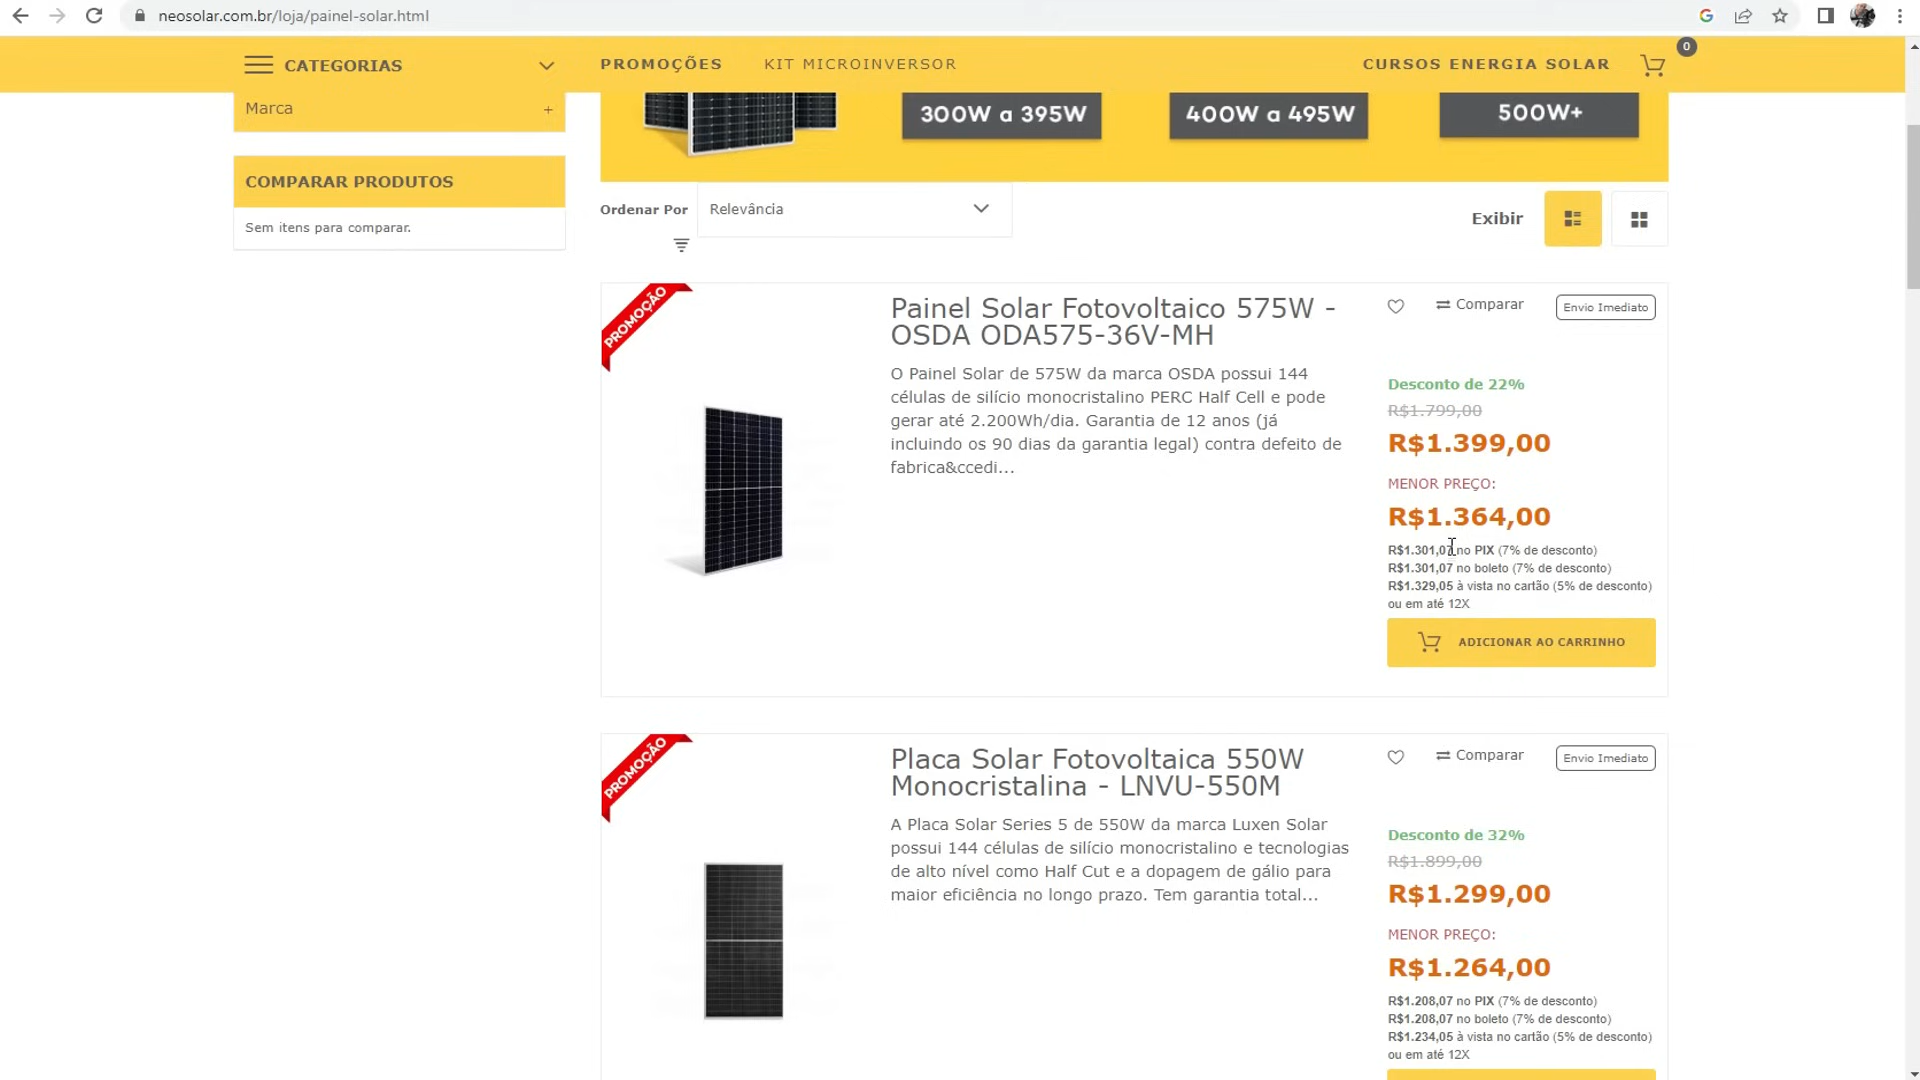 neosolar.com.br/loja/painel-solar.html
CATEGORIAS
PROMOÇÕES
KIT MICROINVERSOR
CURSOS ENERGIA SOLAR
0
Marca
+
300W a 395W
400W a 495W
500W+
COMPARAR PRODUTOS
Sem itens para comparar.
Ordenar Por
Relevância
Exibir
PROMOÇÃO
Painel Solar Fotovoltaico 575W -
OSDA ODA575-36V-MH
O Painel Solar de 575W da marca OSDA possui 144
células de silício monocristalino PERC Half Cell e pode
gerar até 2.200Wh/dia. Garantia de 12 anos (já
incluindo os 90 dias da garantia legal) contra defeito de
fabrica&ccedi...
Comparar
Envio Imediato
Desconto de 22%
R$1.799,00
R$1.399,00
MENOR PREÇO:
R$1.364,00
R$1.301,07 no PIX (7% de desconto)
R$1.301,07 no boleto (7% de desconto)
R$1.329,05 à vista no cartão (5% de desconto)
ou em até 12X
ADICIONAR AO CARRINHO
PROMOÇÃO
Placa Solar Fotovoltaica 550W
Monocristalina - LNVU-550M
A Placa Solar Series 5 de 550W da marca Luxen Solar
possui 144 células de silício monocristalino e tecnologias
de alto nível como Half Cut e a dopagem de gálio para
maior eficiência no longo prazo. Tem garantia total...
Comparar
Envio Imediato
Desconto de 32%
R$1.899,00
R$1.299,00
MENOR PREÇO:
R$1.264,00
R$1.208,07 no PIX (7% de desconto)
R$1.208,07 no boleto (7% de desconto)
R$1.234,05 à vista no cartão (5% de desconto)
ou em até 12X